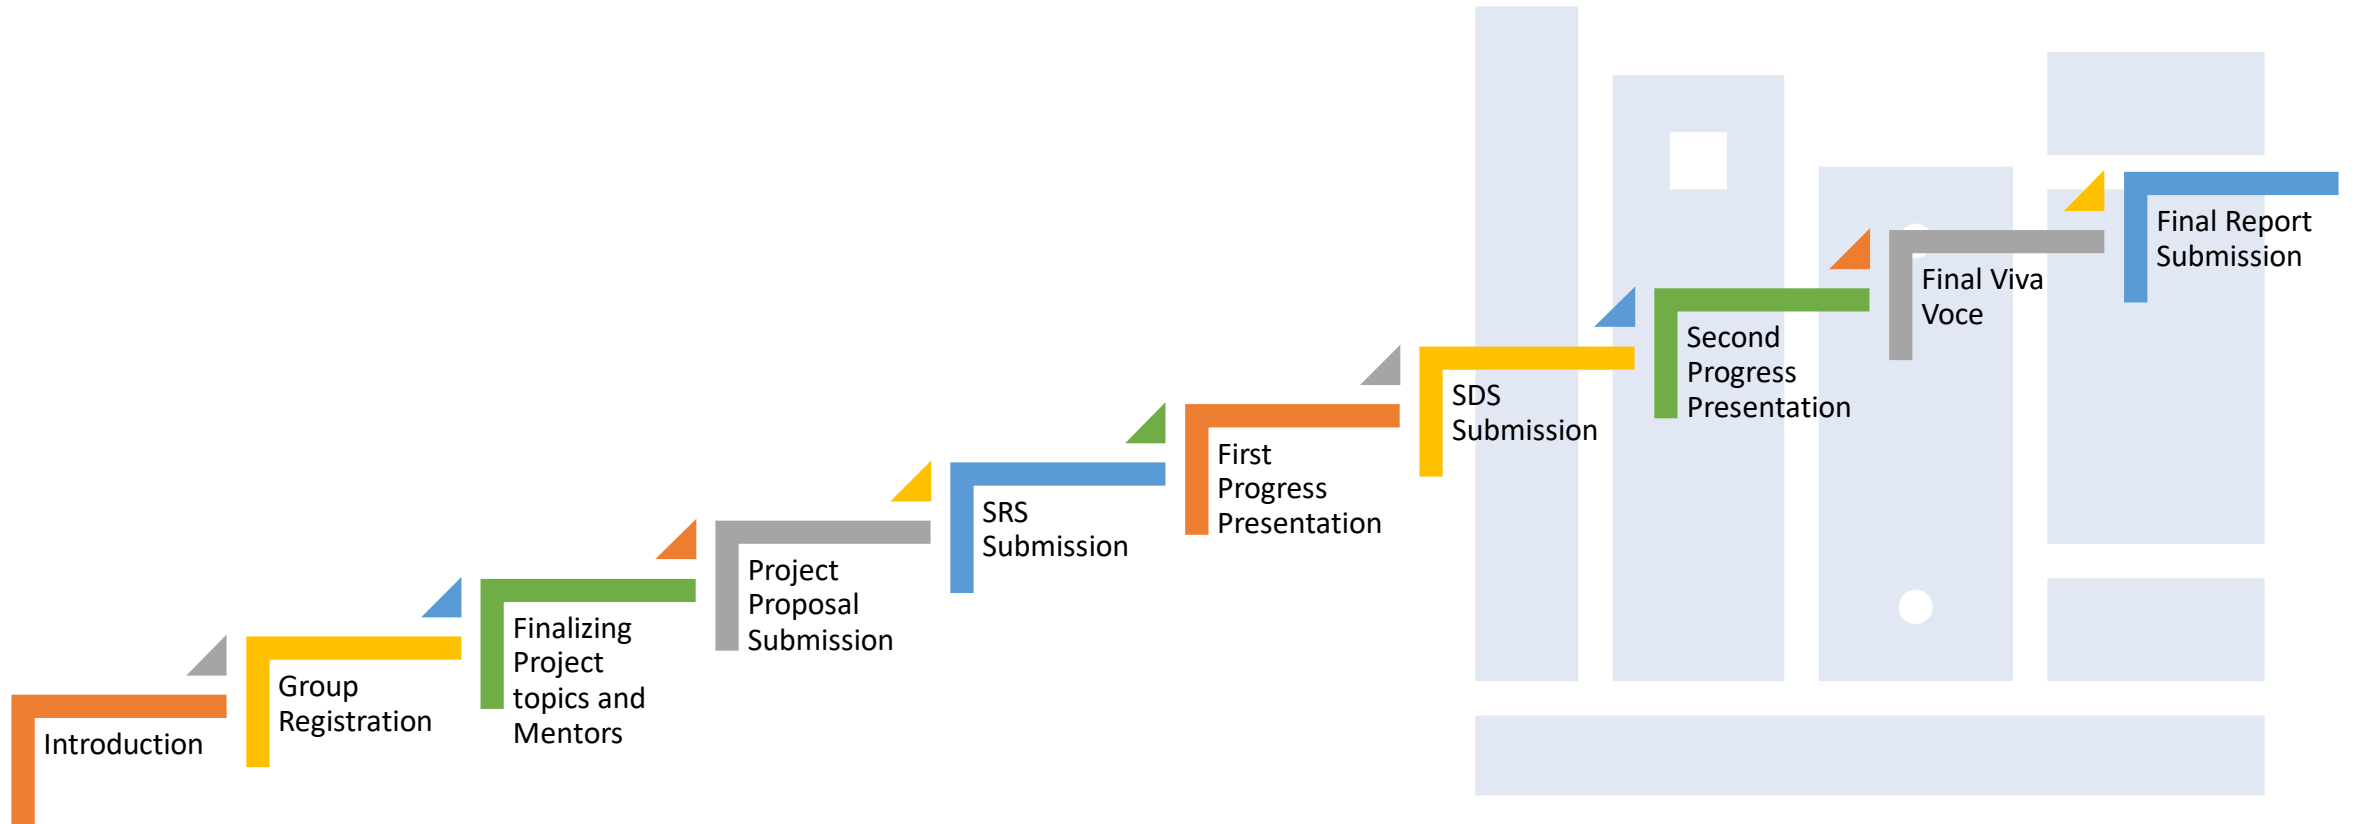 Introduction
Group
Registration
Finalizing
Project
topics and
Mentors
Project
Proposal
Submission
SRS
Submission
First
Progress
Presentation
SDS
Submission
Second
Progress
Presentation
Final Viva
Voce
Final Report
Submission